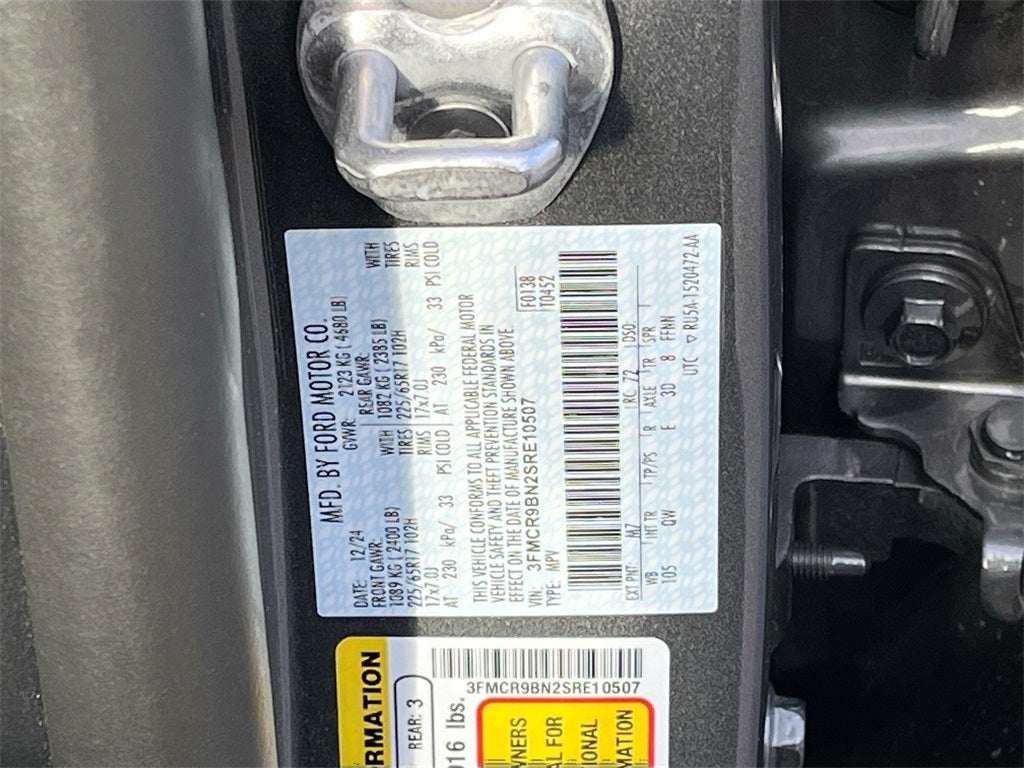 MFD. BY FORD MOTOR CO.
DATE: 12/24 GVWR: 2123 KG ( 4680 LB)
FRONT GAWR: REAR GAWR:
1089 KG ( 2400 LB) WITH 1082 KG ( 2385 LB) WITH
225/65R17 102H TIRES 225/65R17 102H TIRES
17x7.0J RIMS 17x7.0J RIMS
AT 230 kPa/ 33 PSI COLD AT 230 kPa/ 33 PSI COLD
THIS VEHICLE CONFORMS TO ALL APPLICABLE FEDERAL MOTOR
VEHICLE SAFETY AND THEFT PREVENTION STANDARDS IN
EFFECT ON THE DATE OF MANUFACTURE SHOWN ABOVE
VIN: 3FMCR9BN2SRE10507 F0138
TYPE: MPV T0452
EXT PNT: M7 RC: 72 DSO:
WB INT TR TP/PS R AXLE TR SPR
105 QW E 3D 8 FFNN
UTC ▽ RU5A-1520472-AA
3FMCR9BN2SRE10507
REAR: 3
lbs.